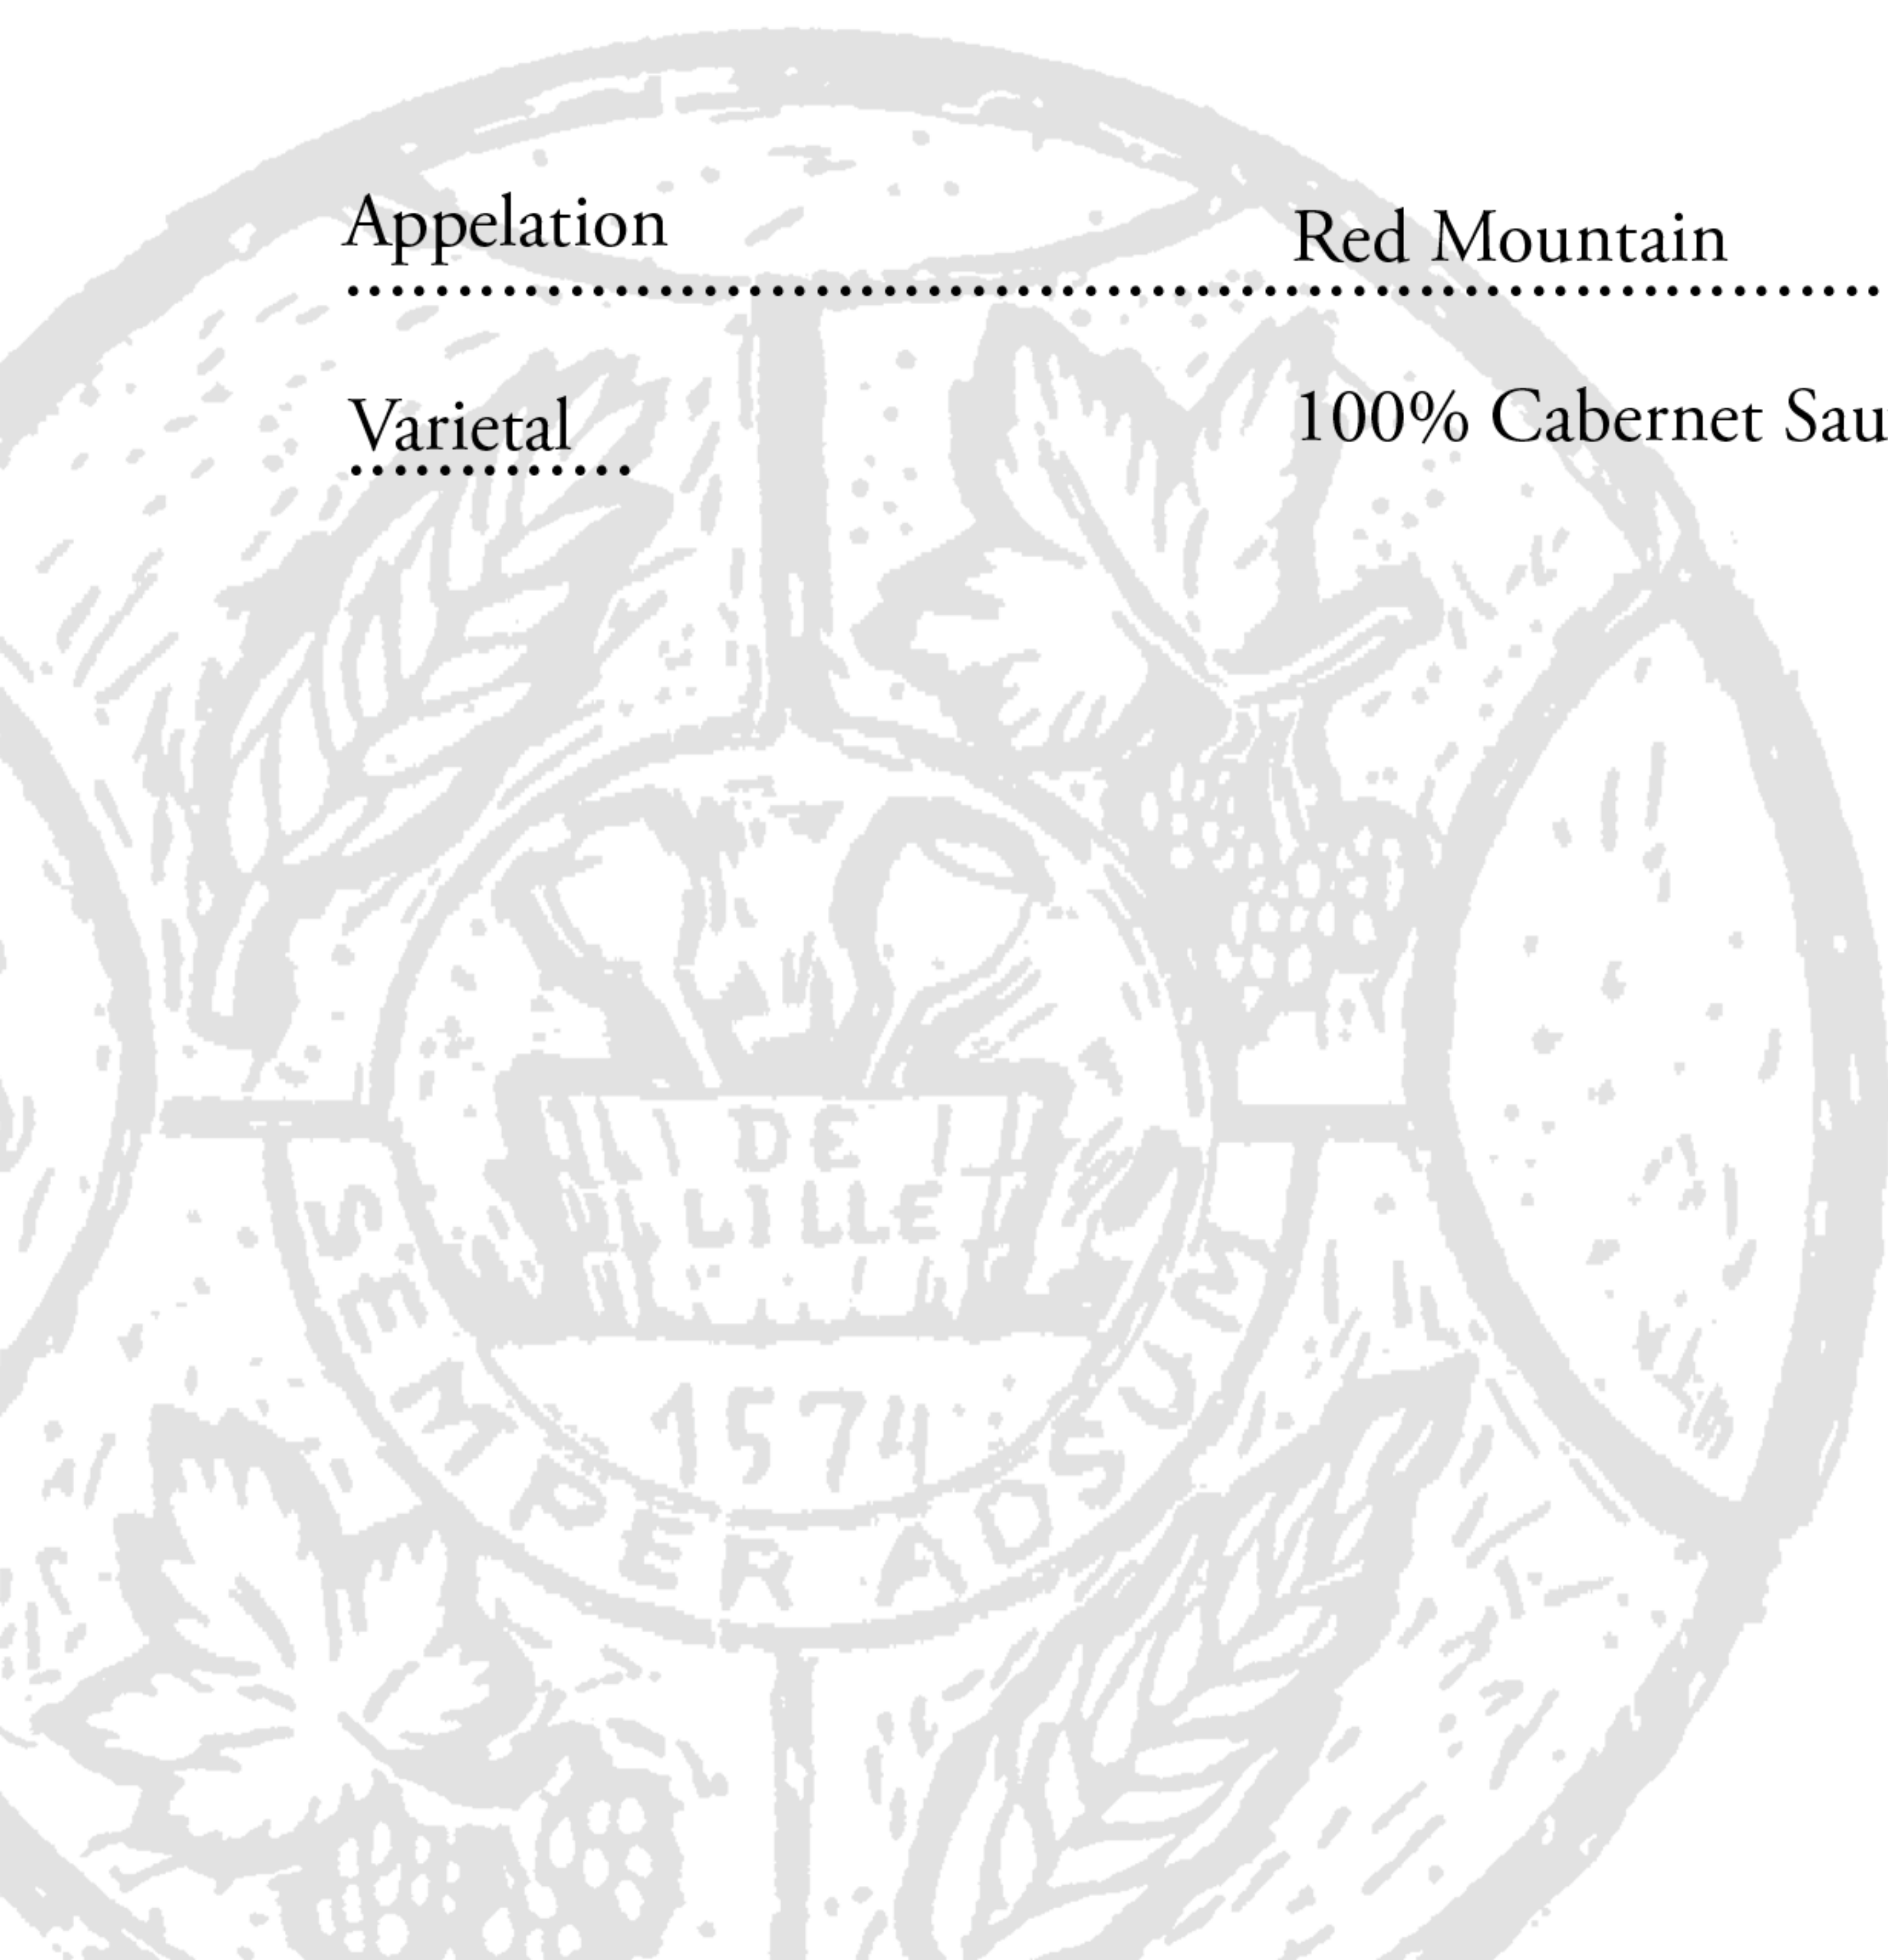 Appelation
Red Mountain
Varietal
100% Cabernet Sau
DE
LILLE
1574
SEMPER ADSUM